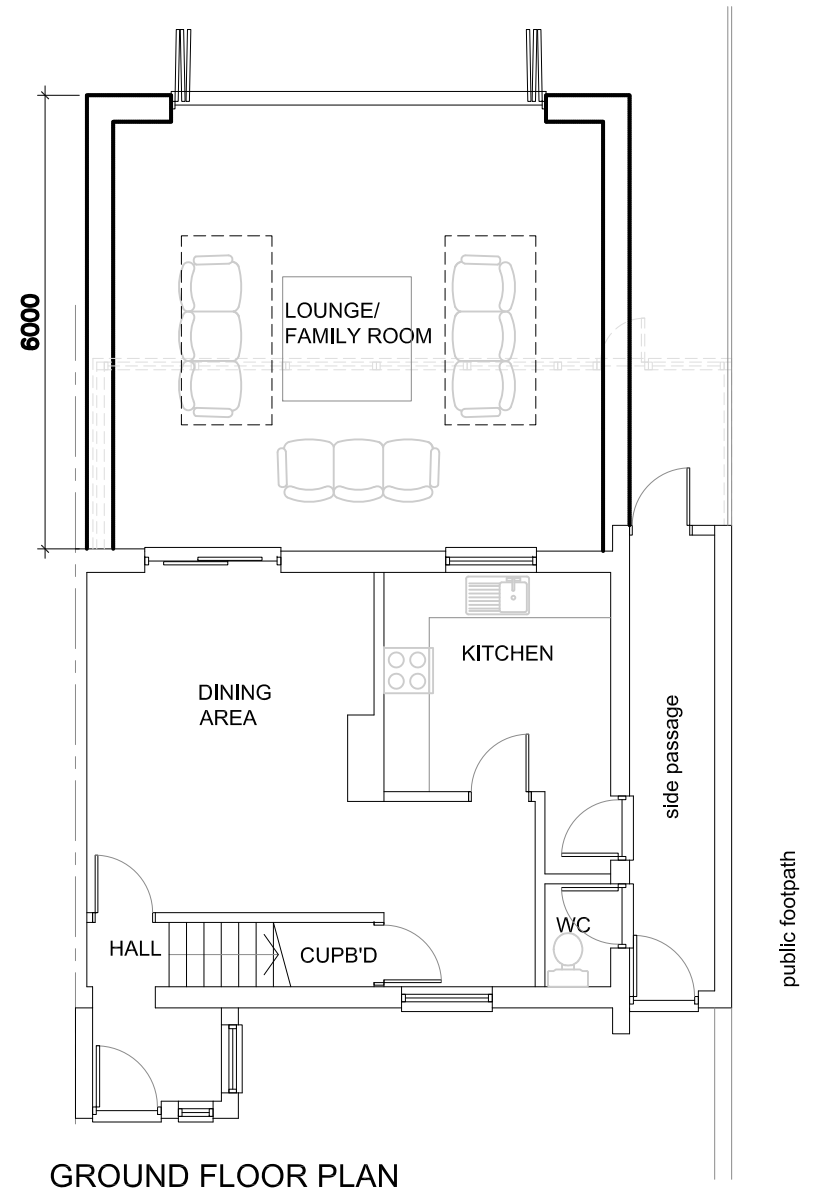 6000
LOUNGE/
FAMILY ROOM
KITCHEN
DINING
AREA
side passage
public footpath
HALL
CUPB'D
WC
GROUND FLOOR PLAN